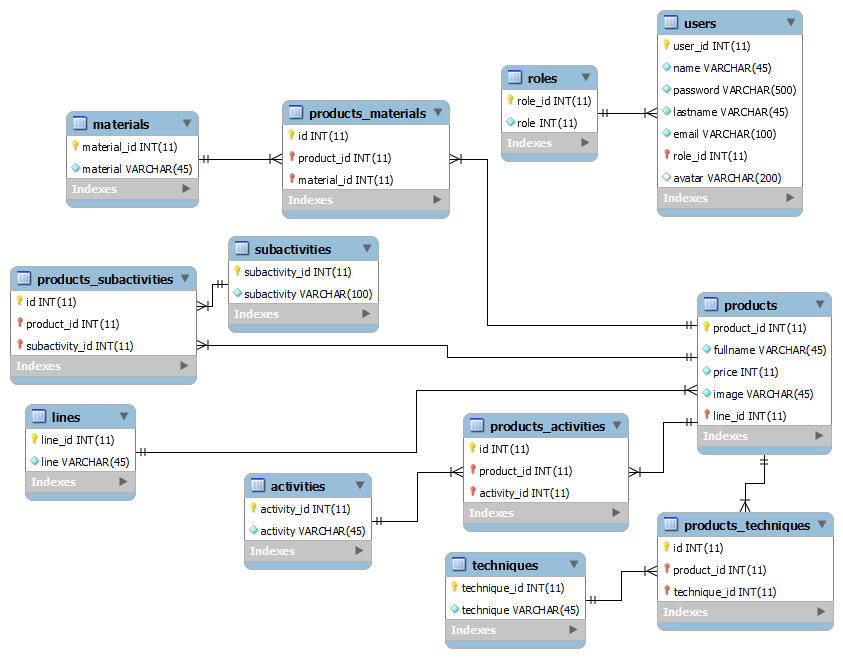 users
user_id INT(11)
name VARCHAR(45)
password VARCHAR(500)
lastname VARCHAR(45)
email VARCHAR(100)
role_id INT(11)
avatar VARCHAR(200)
Indexes
roles
role_id INT(11)
role INT(11)
Indexes
products_materials
id INT(11)
product_id INT(11)
material_id INT(11)
Indexes
materials
material_id INT(11)
material VARCHAR(45)
Indexes
subactivities
subactivity_id INT(11)
subactivity VARCHAR(100)
Indexes
products_subactivities
id INT(11)
product_id INT(11)
subactivity_id INT(11)
Indexes
products
product_id INT(11)
fullname VARCHAR(45)
price INT(11)
image VARCHAR(45)
line_id INT(11)
Indexes
lines
line_id INT(11)
line VARCHAR(45)
Indexes
products_activities
id INT(11)
product_id INT(11)
activity_id INT(11)
Indexes
activities
activity_id INT(11)
activity VARCHAR(45)
Indexes
products_techniques
id INT(11)
product_id INT(11)
technique_id INT(11)
Indexes
techniques
technique_id INT(11)
technique VARCHAR(45)
Indexes